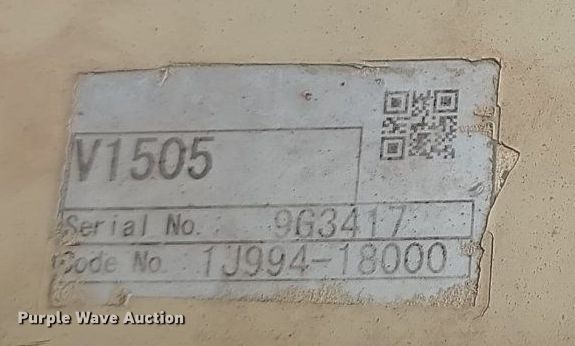 V1505
Serial No. 9G3417
Code No. 1J994-18000
Purple Wave Auction